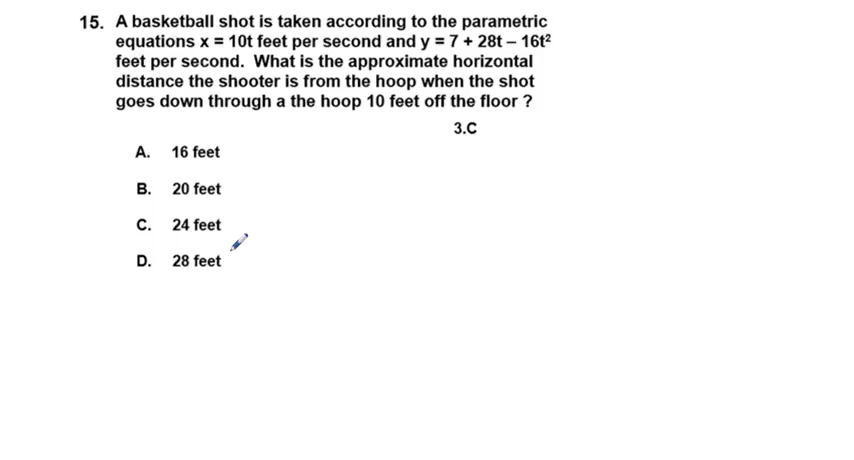 15. A basketball shot is taken according to the parametric
equations x = 10t feet per second and y = 7 + 28t – 16t²
feet per second. What is the approximate horizontal
distance the shooter is from the hoop when the shot
goes down through a the hoop 10 feet off the floor ?
3.C
A. 16 feet
B. 20 feet
C. 24 feet
D. 28 feet